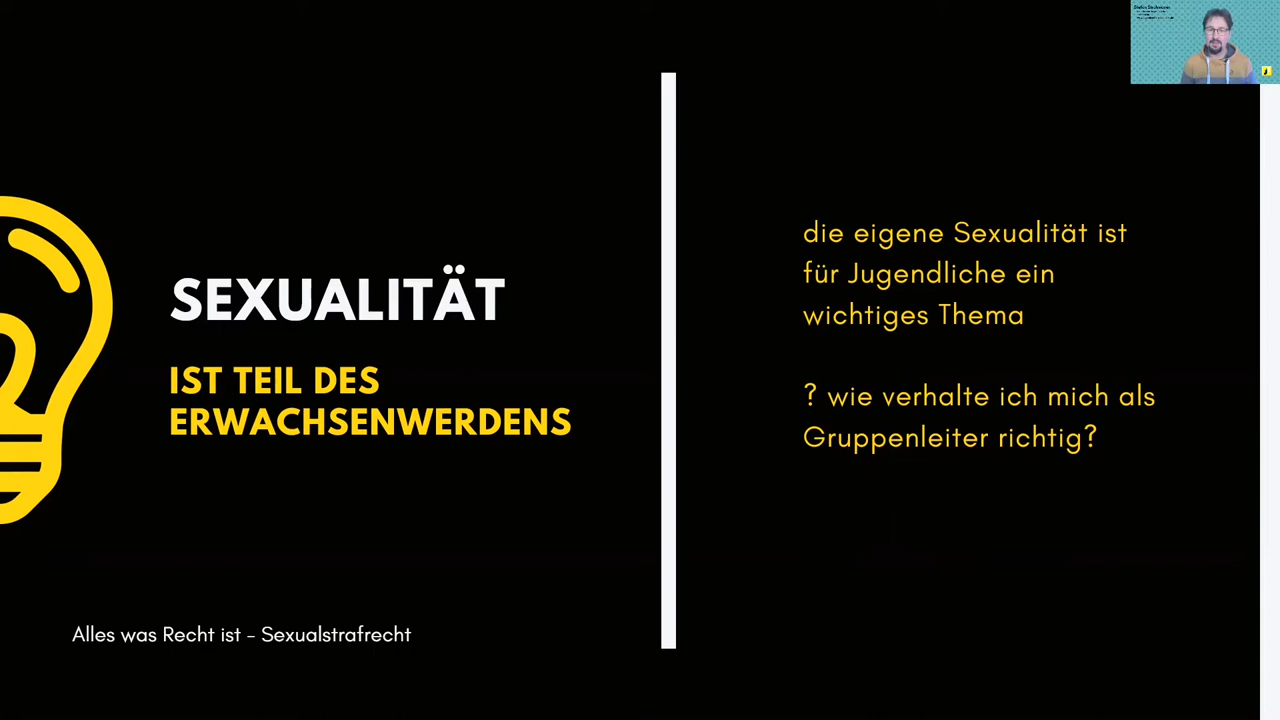 SEXUALITÄT
IST TEIL DES
ERWACHSENWERDENS
die eigene Sexualität ist
für Jugendliche ein
wichtiges Thema
? wie verhalte ich mich als
Gruppenleiter richtig?
Alles was Recht ist - Sexualstrafrecht